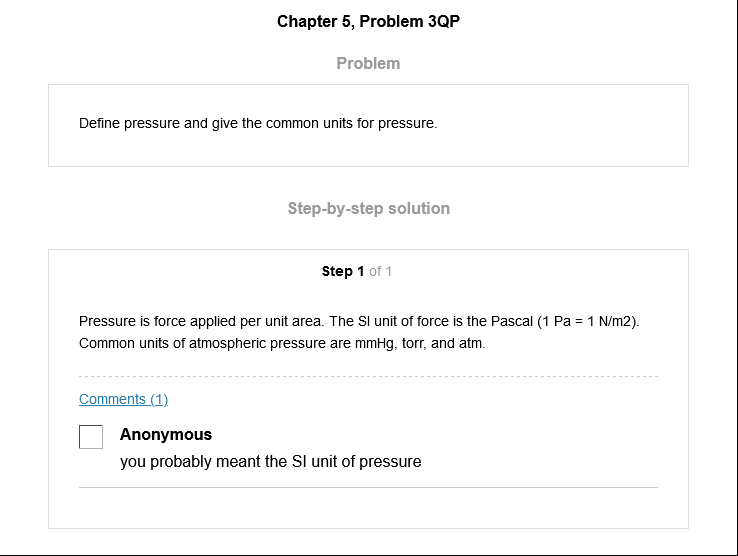 Chapter 5, Problem 3QP
Problem
Define pressure and give the common units for pressure.
Step-by-step solution
Step 1 of 1
Pressure is force applied per unit area. The SI unit of force is the Pascal (1 Pa = 1 N/m2).
Common units of atmospheric pressure are mmHg, torr, and atm.
Comments (1)
Anonymous
you probably meant the SI unit of pressure